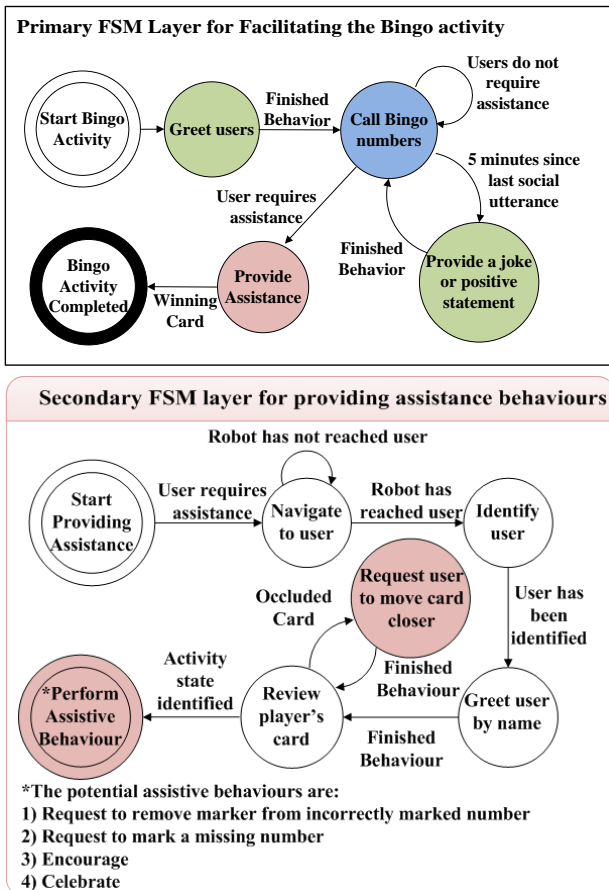 Primary FSM Layer for Facilitating the Bingo activity
Start Bingo
Activity
Greet users
Finished
Behavior
Call Bingo
numbers
Users do not
require
assistance
5 minutes since
last social
utterance
User requires
assistance
Finished
Behavior
Provide a joke
or positive
statement
Bingo
Activity
Completed
Winning
Card
Provide
Assistance
Secondary FSM layer for providing assistance behaviours
Robot has not reached user
Start
Providing
Assistance
User requires
assistance
Navigate
to user
Robot has
reached user
Identify
user
Request user
to move card
closer
Occluded
Card
User has
been
identified
Finished
Behaviour
*Perform
Assistive
Behaviour
Activity
state
identified
Review
player's
card
Finished
Behaviour
Greet user
by name
*The potential assistive behaviours are:
1) Request to remove marker from incorrectly marked number
2) Request to mark a missing number
3) Encourage
4) Celebrate